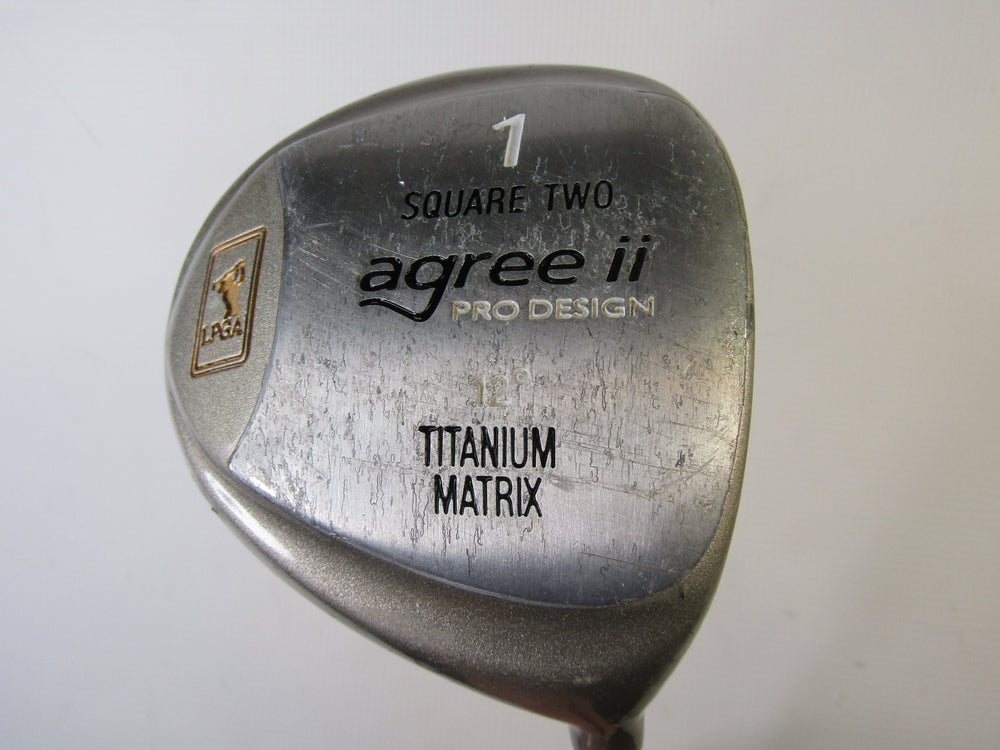 1
SQUARE TWO
agree ii
PRO DESIGN
LPGA
12°
TITANIUM
MATRIX